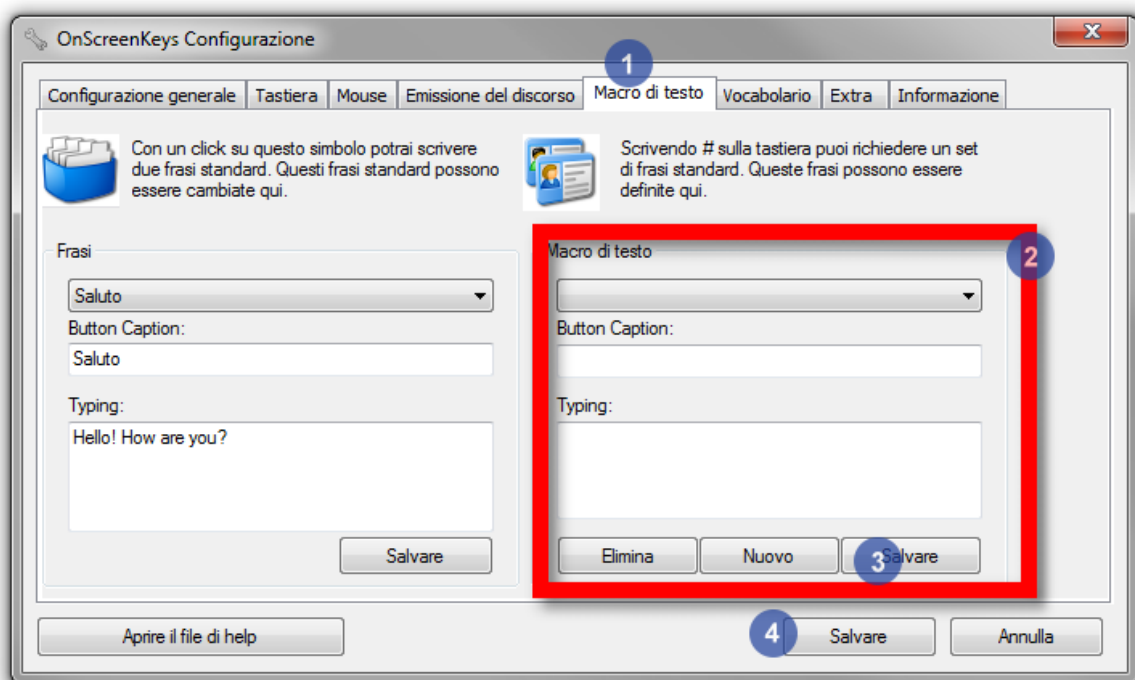 OnScreenKeys Configurazione
1
Configurazione generale Tastiera Mouse Emissione del discorso Macro di testo Vocabolario Extra Informazione
Con un click su questo simbolo potrai scrivere
due frasi standard. Questi frasi standard possono
essere cambiate qui.
Scrivendo # sulla tastiera puoi richiedere un set
di frasi standard. Queste frasi possono essere
definite qui.
Frasi
Saluto
Button Caption:
Saluto
Typing:
Hello! How are you?
Salvare
Macro di testo
2
Button Caption:
Typing:
Elimina Nuovo 3 Salvare
Aprire il file di help 4 Salvare Annulla